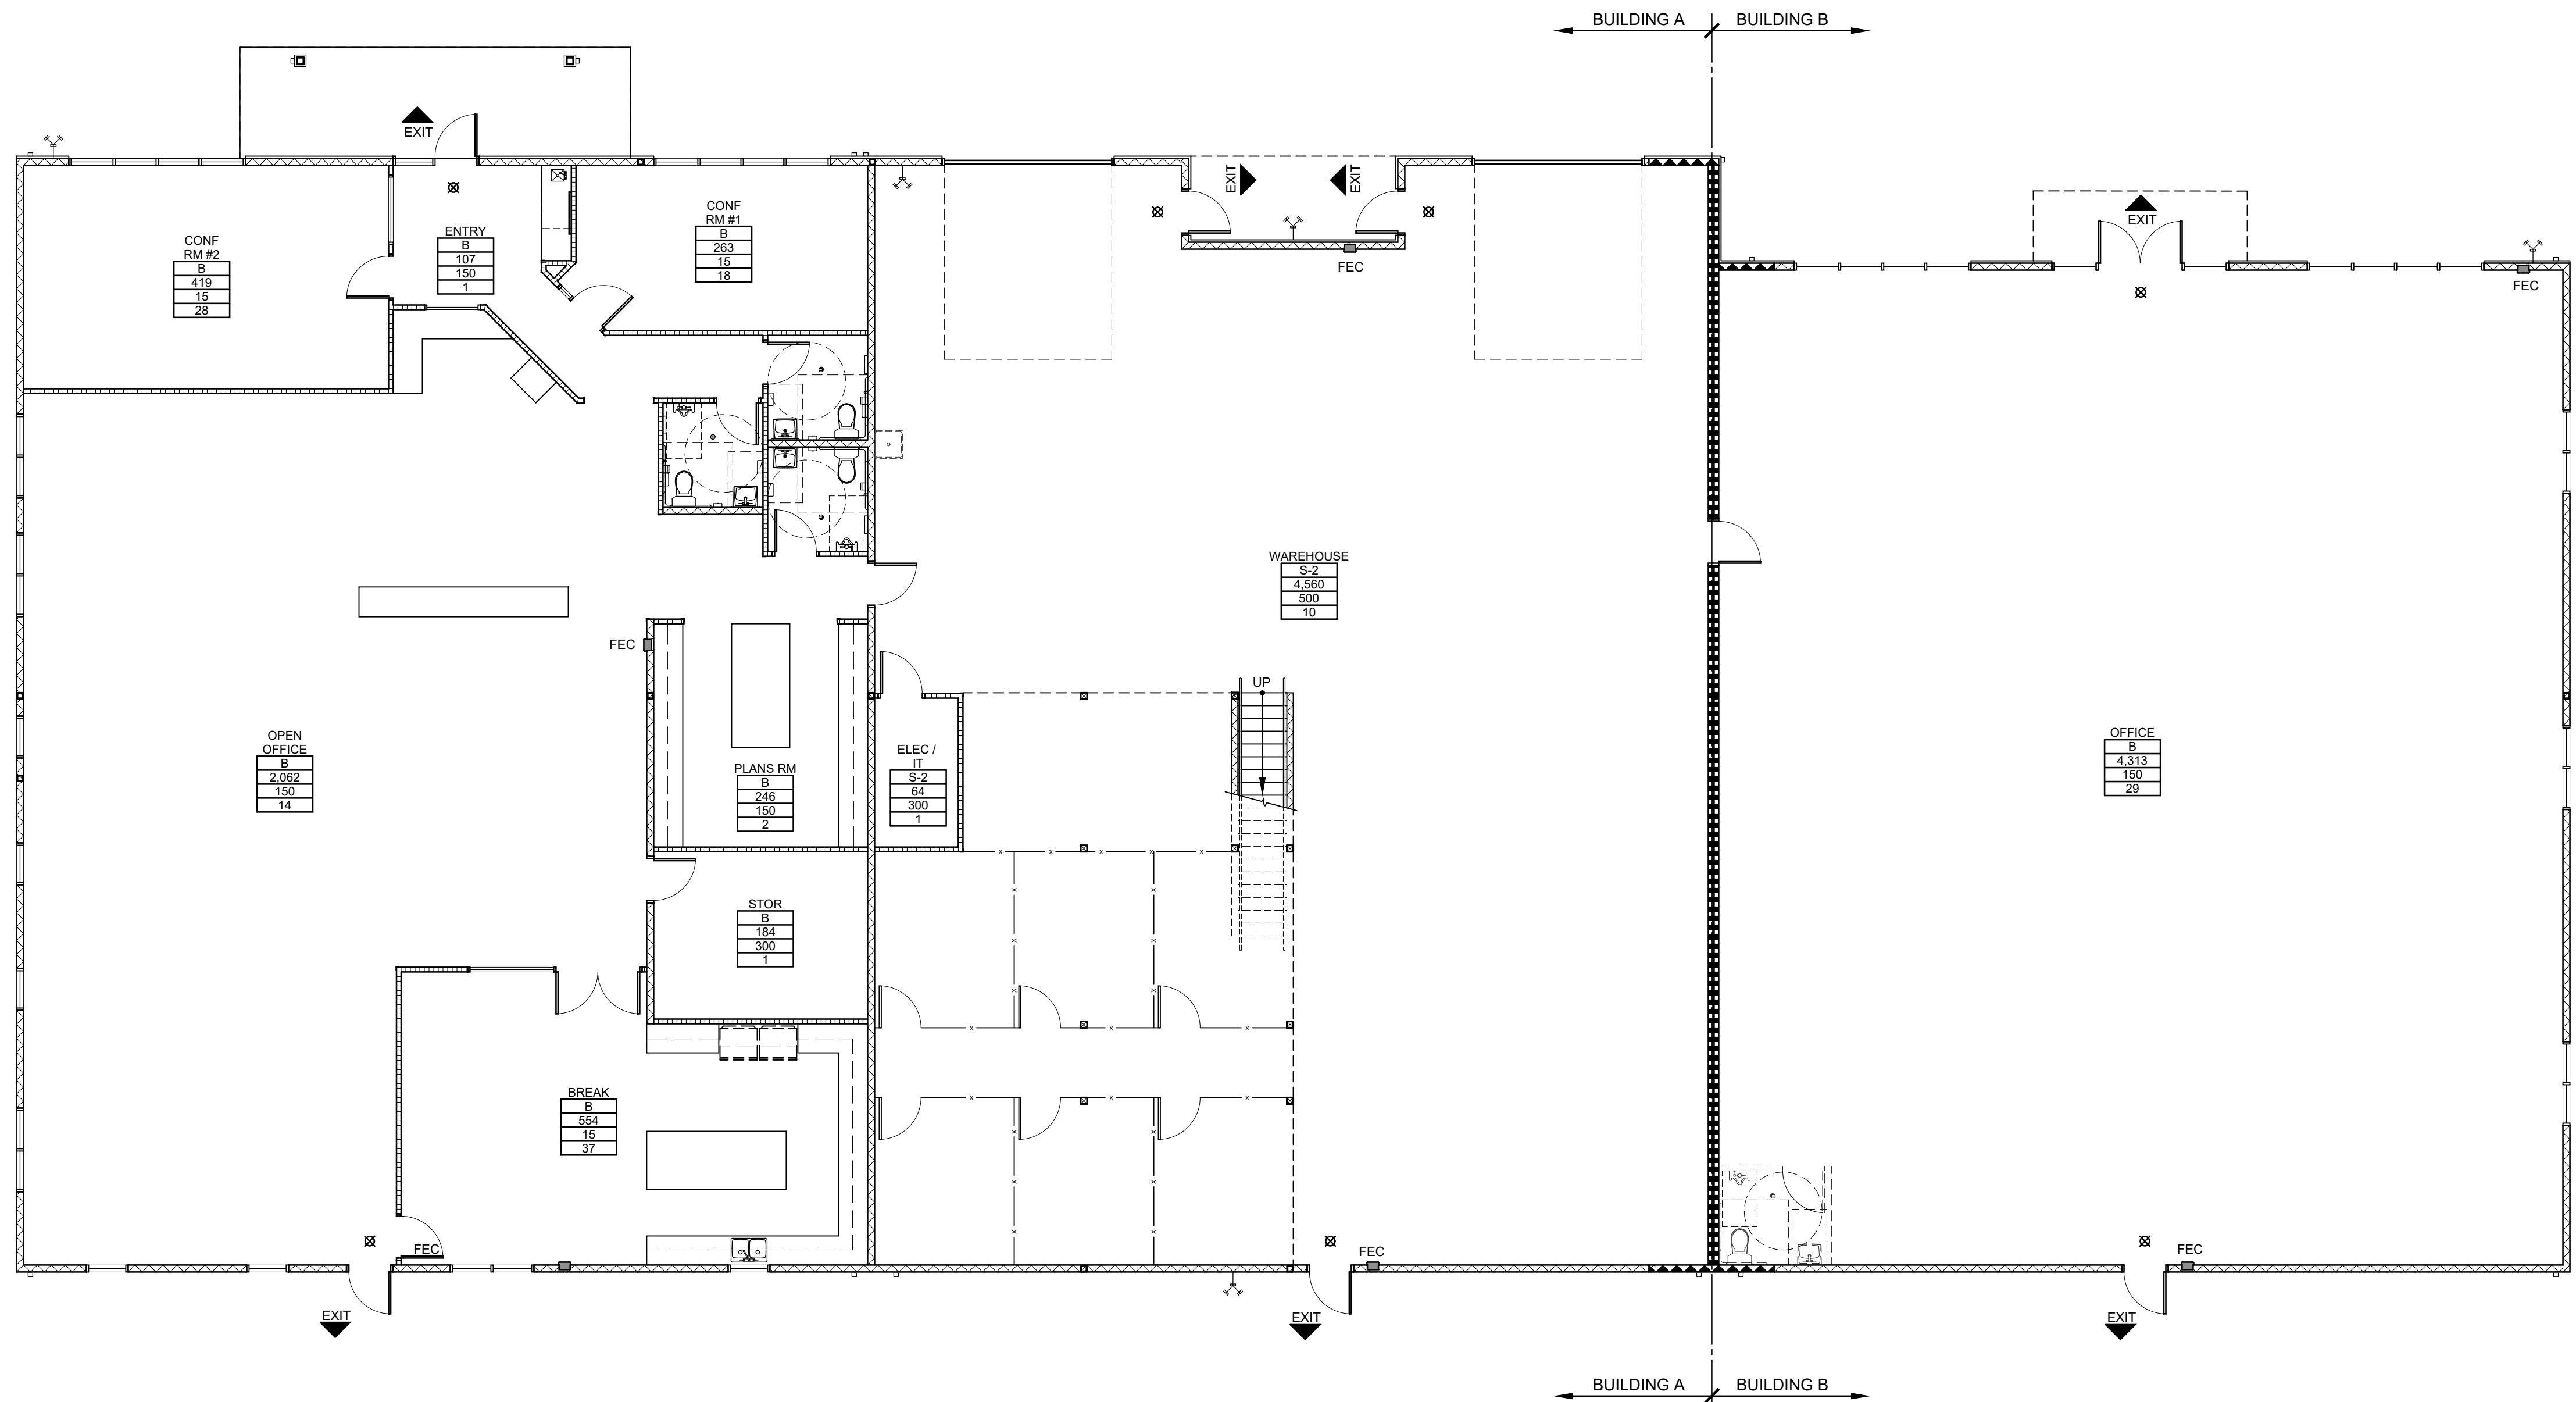 BUILDING A
BUILDING B
EXIT
EXIT
EXIT
EXIT
CONF
RM #2
B
419
15
28
ENTRY
B
107
150
1
CONF
RM #1
B
263
15
18
FEC
FEC
WAREHOUSE
S-2
4,560
500
10
FEC
UP
OPEN
OFFICE
B
2,062
150
14
PLANS RM
B
246
150
2
ELEC /
IT
S-2
64
300
1
OFFICE
B
4,313
150
29
STOR
B
184
300
1
BREAK
B
554
15
37
FEC
FEC
FEC
EXIT
EXIT
EXIT
BUILDING A
BUILDING B